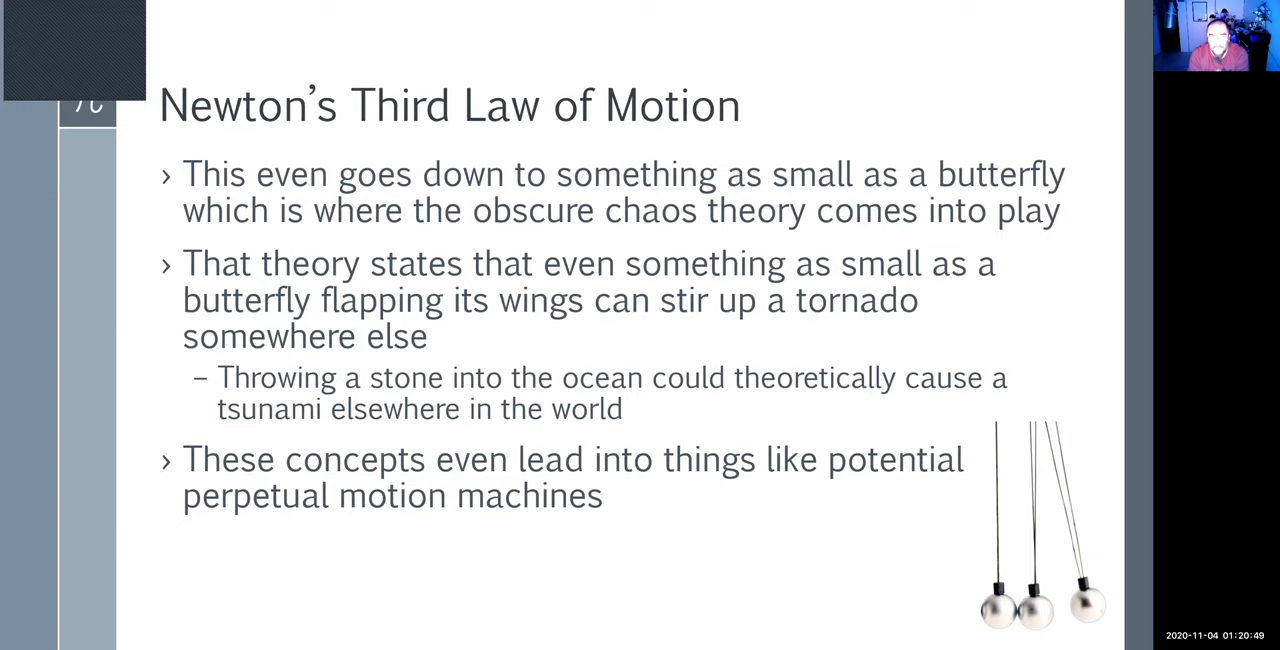 Newton’s Third Law of Motion
› This even goes down to something as small as a butterfly
which is where the obscure chaos theory comes into play
› That theory states that even something as small as a
butterfly flapping its wings can stir up a tornado
somewhere else
– Throwing a stone into the ocean could theoretically cause a
tsunami elsewhere in the world
› These concepts even lead into things like potential
perpetual motion machines
2020-11-04 01:20:49